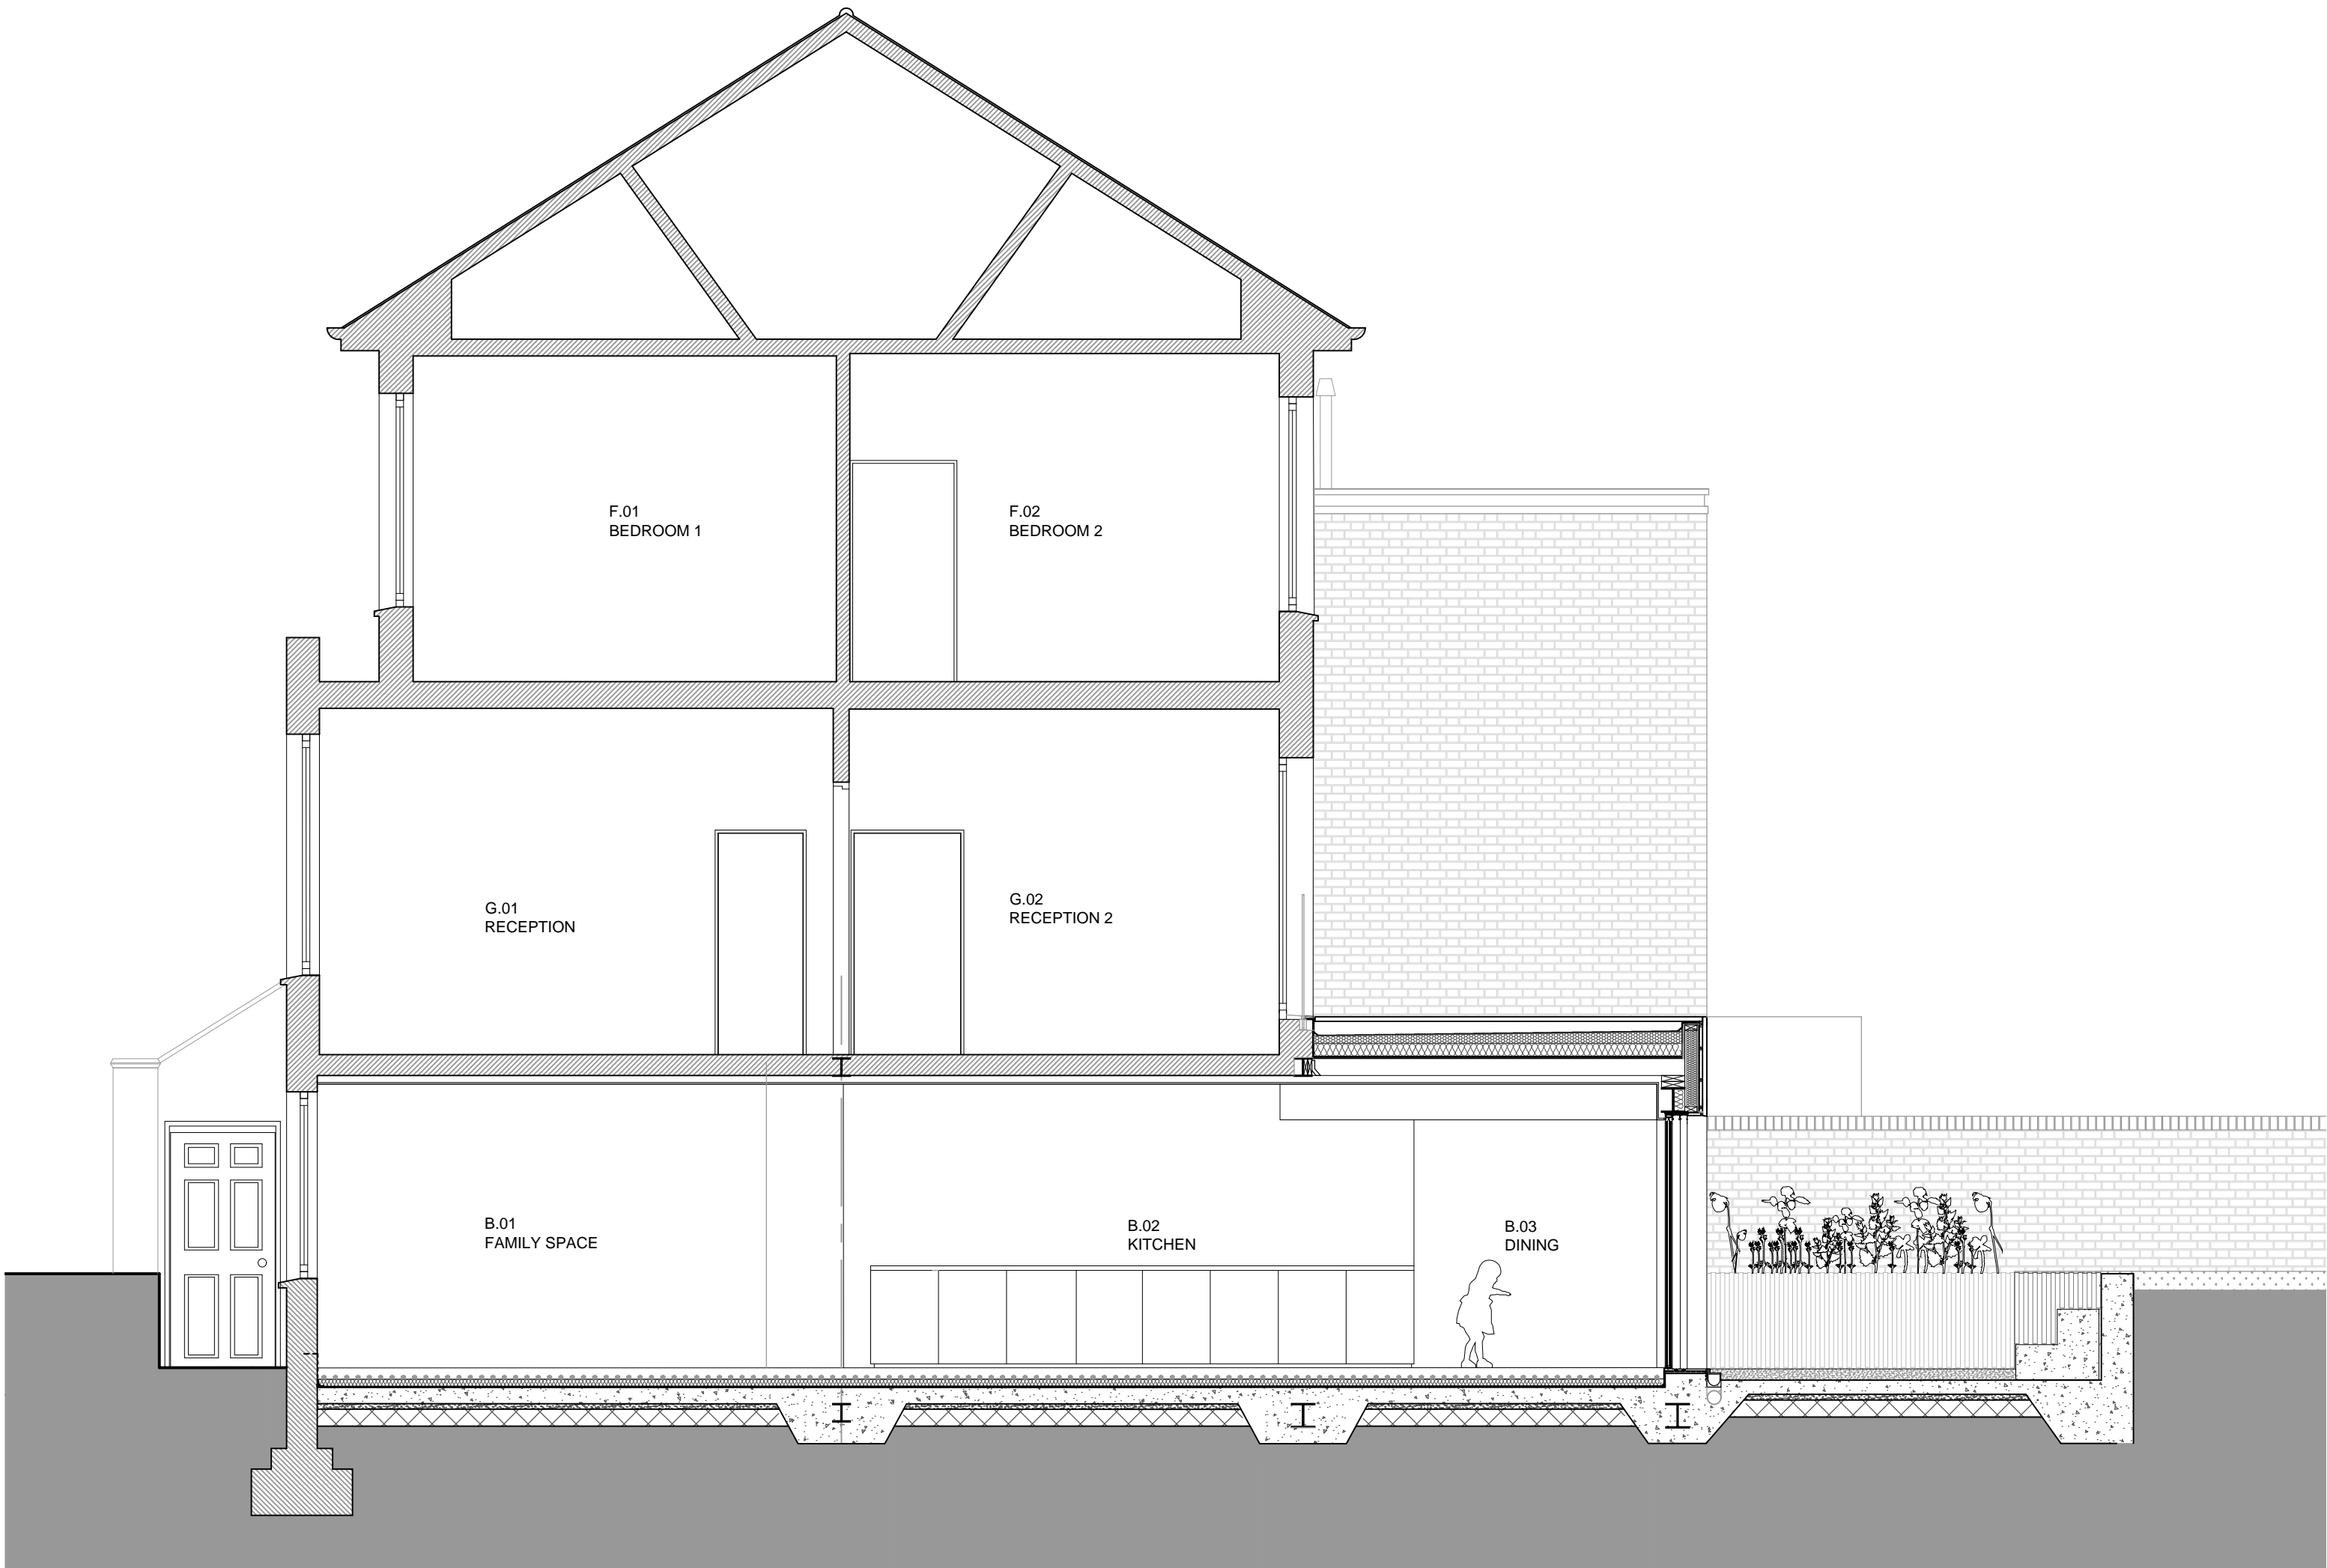 F.01
BEDROOM 1
F.02
BEDROOM 2
G.01
RECEPTION
G.02
RECEPTION 2
B.01
FAMILY SPACE
B.02
KITCHEN
B.03
DINING